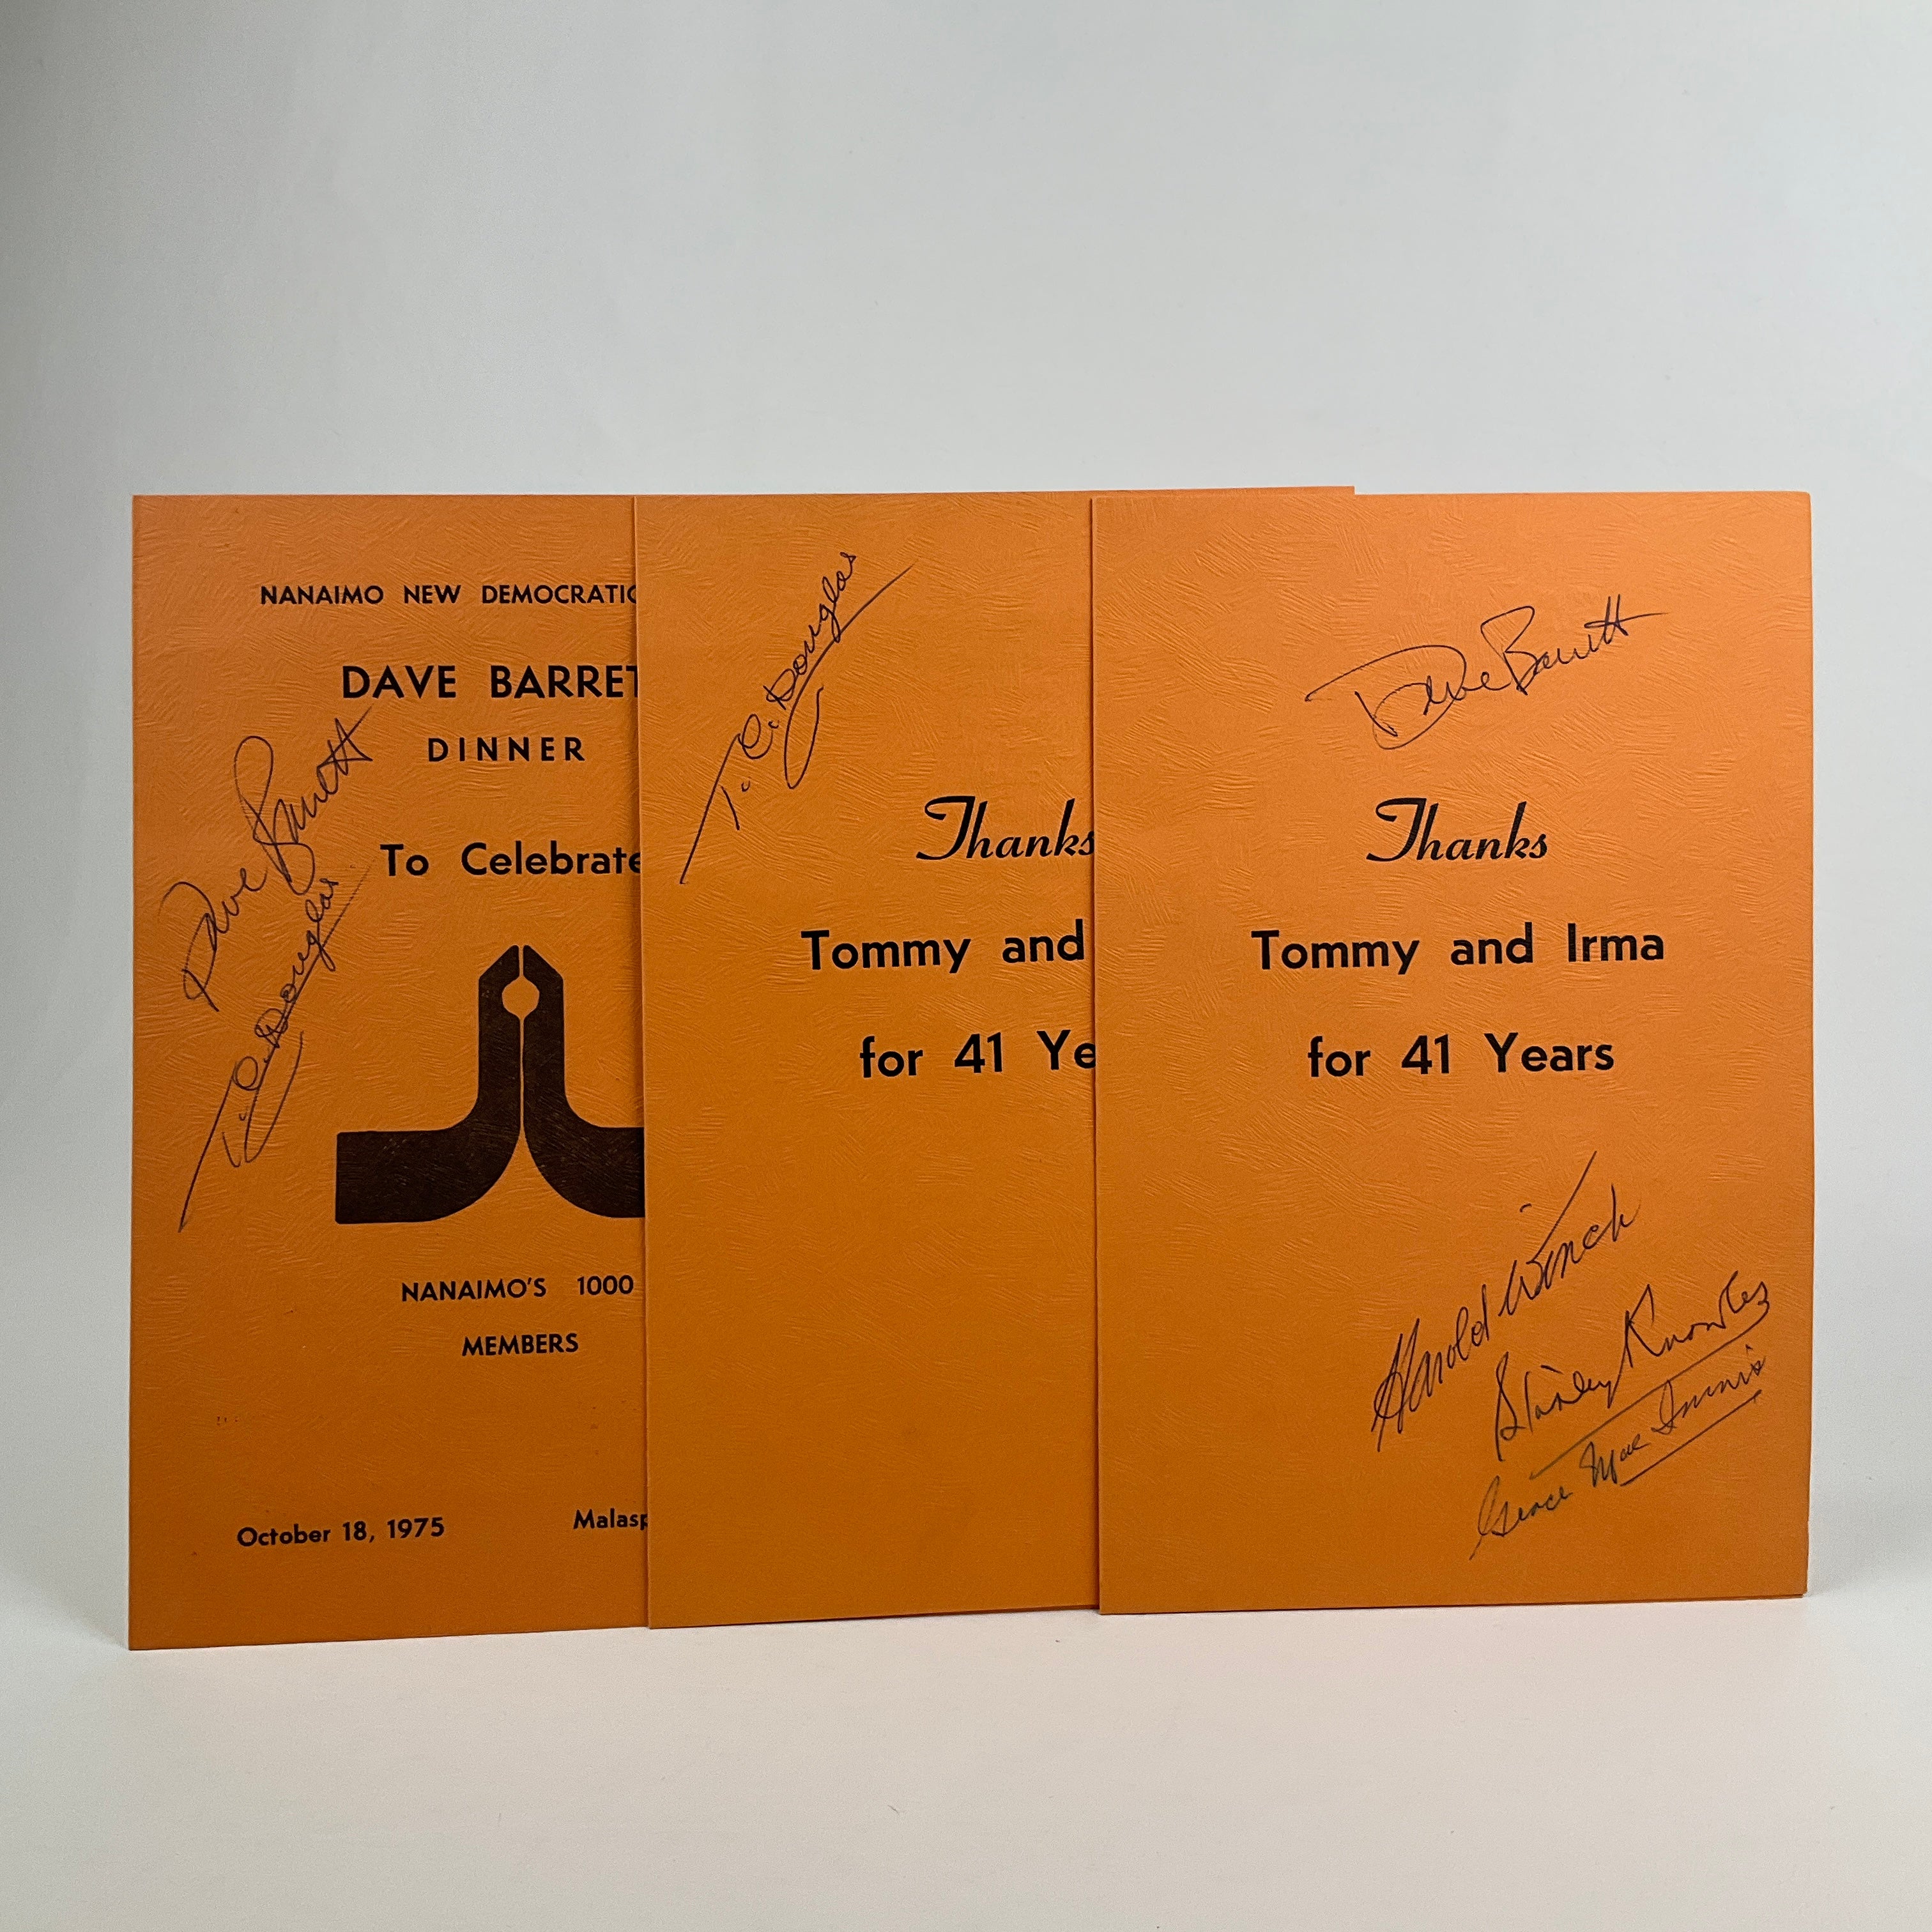 NANAIMO NEW DEMOCRATIC
DAVE BARRET
DINNER
Dave Barrett
T.C. Douglas
To Celebrate
NANAIMO'S 1000
MEMBERS
October 18, 1975 Malasp
T.C. Douglas
Thanks
Tommy and
for 41 Ye
Dave Barrett
Thanks
Tommy and Irma
for 41 Years
Harold Winch
Stanley Knowles
Grace Mac Innis